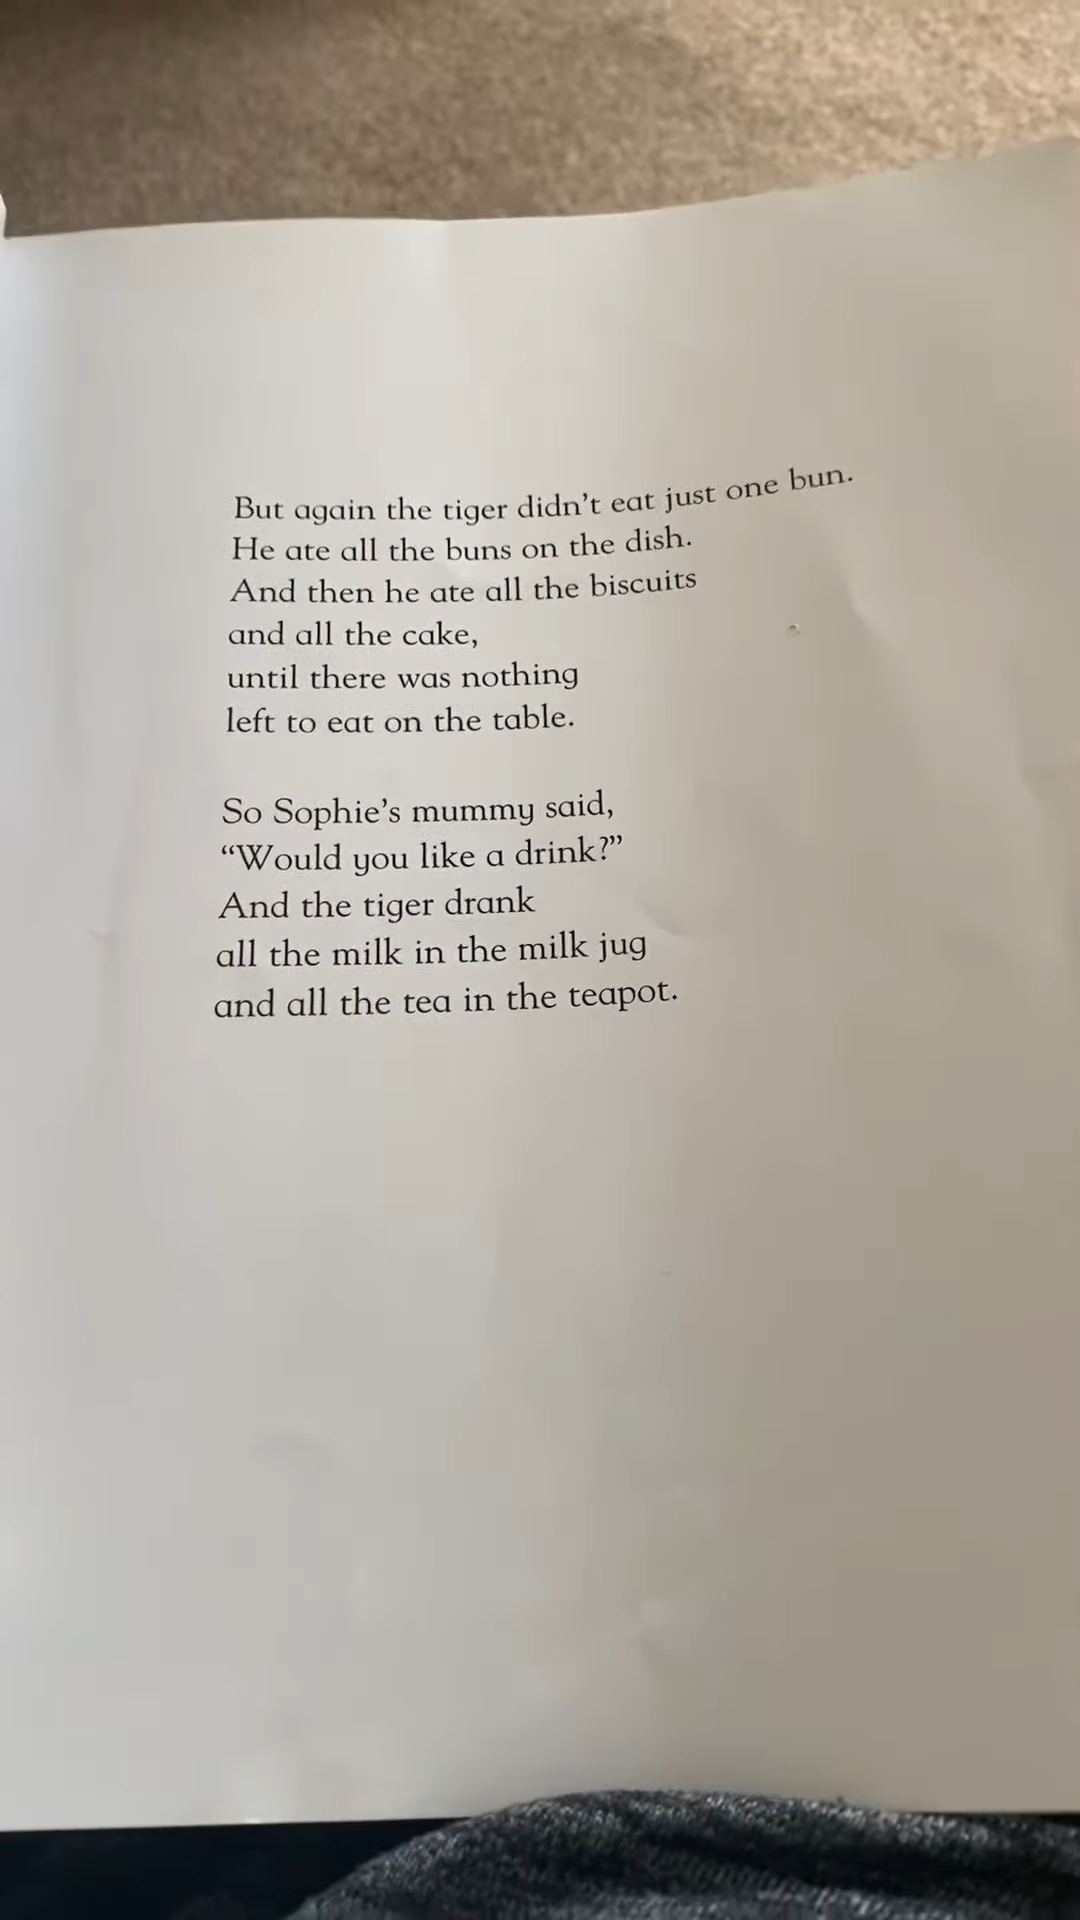 But again the tiger didn't eat just one bun.
He ate all the buns on the dish.
And then he ate all the biscuits
and all the cake,
until there was nothing
left to eat on the table.
So Sophie's mummy said,
“Would you like a drink?”
And the tiger drank
all the milk in the milk jug
and all the tea in the teapot.